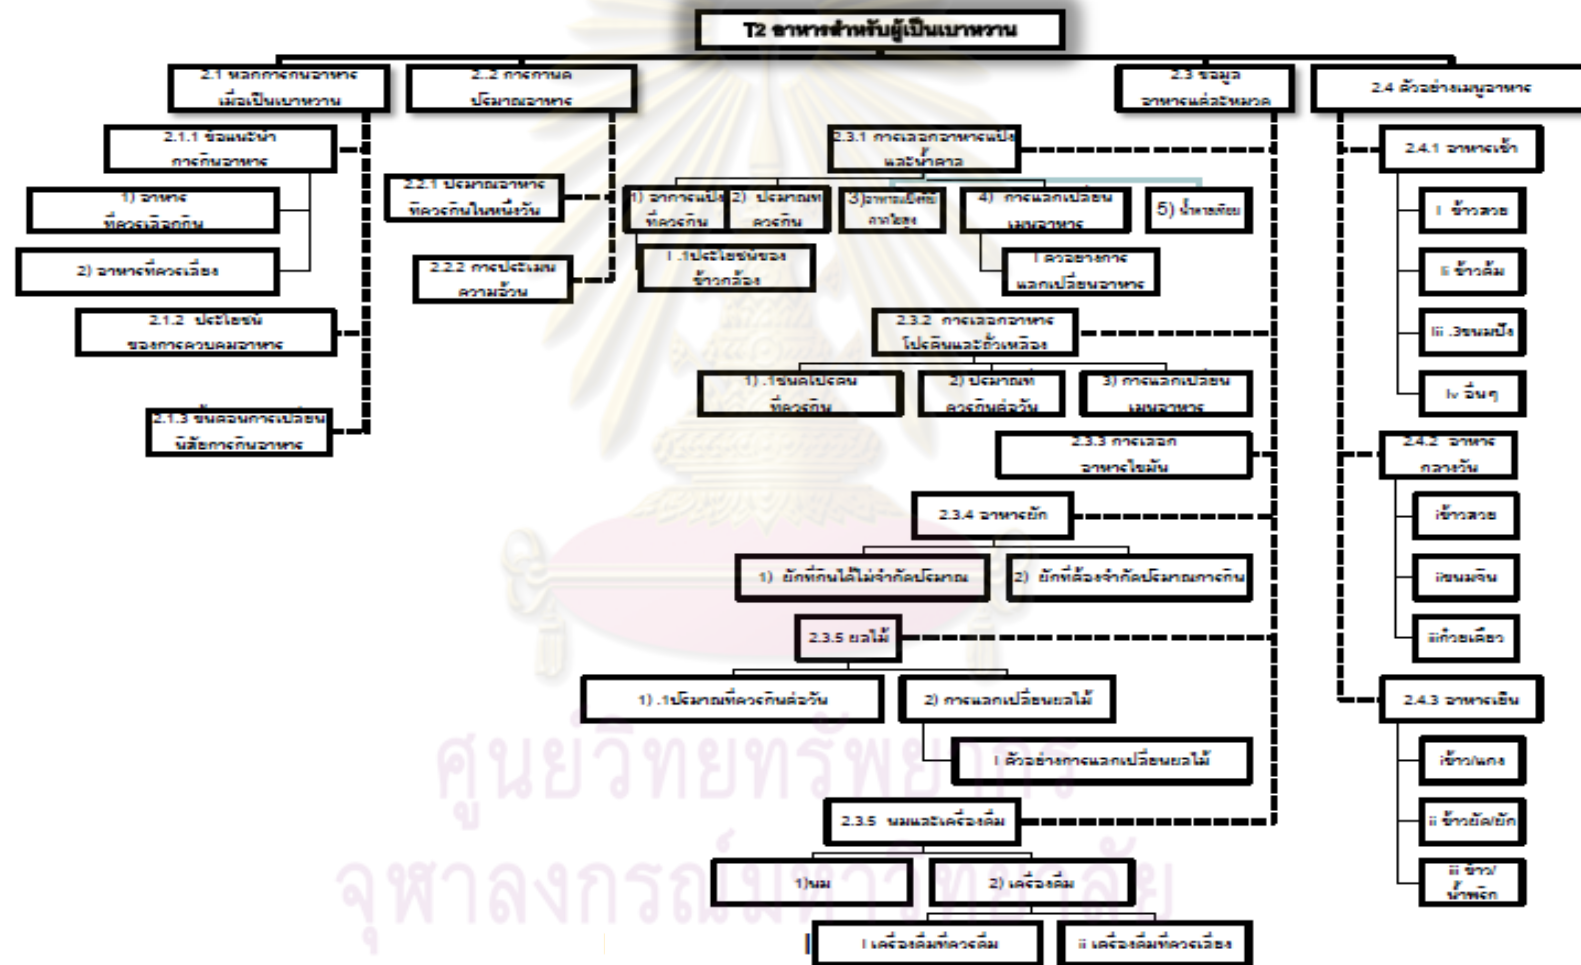 T2 อาหารสำหรับผู้เป็นเบาหวาน
2.1 หลักการกินอาหาร
เมื่อเป็นเบาหวาน
2..2 การกำหนด
ปริมาณอาหาร
2.3 ข้อมูล
อาหารแต่ละหมวด
2.4 ตัวอย่างเมนูอาหาร
2.1.1 ข้อแนะนำ
การกินอาหาร
1) อาหาร
ที่ควรเลือกกิน
2) อาหารที่ควรเลี่ยง
2.1.2 ประโยชน์
ของการควบคุมอาหาร
2.1.3 ขั้นตอนการเปลี่ยน
นิสัยการกินอาหาร
2.2.1 ปริมาณอาหาร
ที่ควรกินในหนึ่งวัน
2.2.2 การประเมิน
ความอ้วน
2.3.1 การเลือกอาหารแป้ง
และน้ำตาล
1) อาการแป้ง
ที่ควรกิน
2) ปริมาณที่
ควรกิน
3)อาหารแป้งที่มี
กากใยสูง
4) การแลกเปลี่ยน
เมนูอาหาร
5) น้ำตาลเทียม
I .1ประโยชน์ของ
ข้าวกล้อง
I ตัวอย่างการ
แลกเปลี่ยนอาหาร
2.3.2 การเลือกอาหาร
โปรตีนและถั่วเหลือง
1) .1ชนิดโปรตีน
ที่ควรกิน
2) ปริมาณที่
ควรกินต่อวัน
3) การแลกเปลี่ยน
เมนูอาหาร
2.3.3 การเลือก
อาหารไขมัน
2.3.4 อาหารผัก
1) ผักที่กินได้ไม่จำกัดปริมาณ
2) ผักที่ต้องจำกัดปริมาณการกิน
2.3.5 ผลไม้
1) .1ปริมาณที่ควรกินต่อวัน
2) การแลกเปลี่ยนผลไม้
I ตัวอย่างการแลกเปลี่ยนผลไม้
2.3.5 นมและเครื่องดื่ม
1)นม
2) เครื่องดื่ม
I เครื่องดื่มที่ควรดื่ม
ii เครื่องดื่มที่ควรเลี่ยง
2.4.1 อาหารเช้า
I ข้าวสวย
Ii ข้าวต้ม
Iii .3ขนมปัง
Iv อื่นๆ
2.4.2 อาหาร
กลางวัน
iข้าวสวย
iiขนมจีน
iiiก๋วยเตี๋ยว
2.4.3 อาหารเย็น
iข้าว/แกง
ii ข้าวผัด/ผัก
iii ข้าว/
น้ำพริก
ศูนย์วิทยทรัพยากร
จุฬาลงกรณ์มหาวิทยาลัย